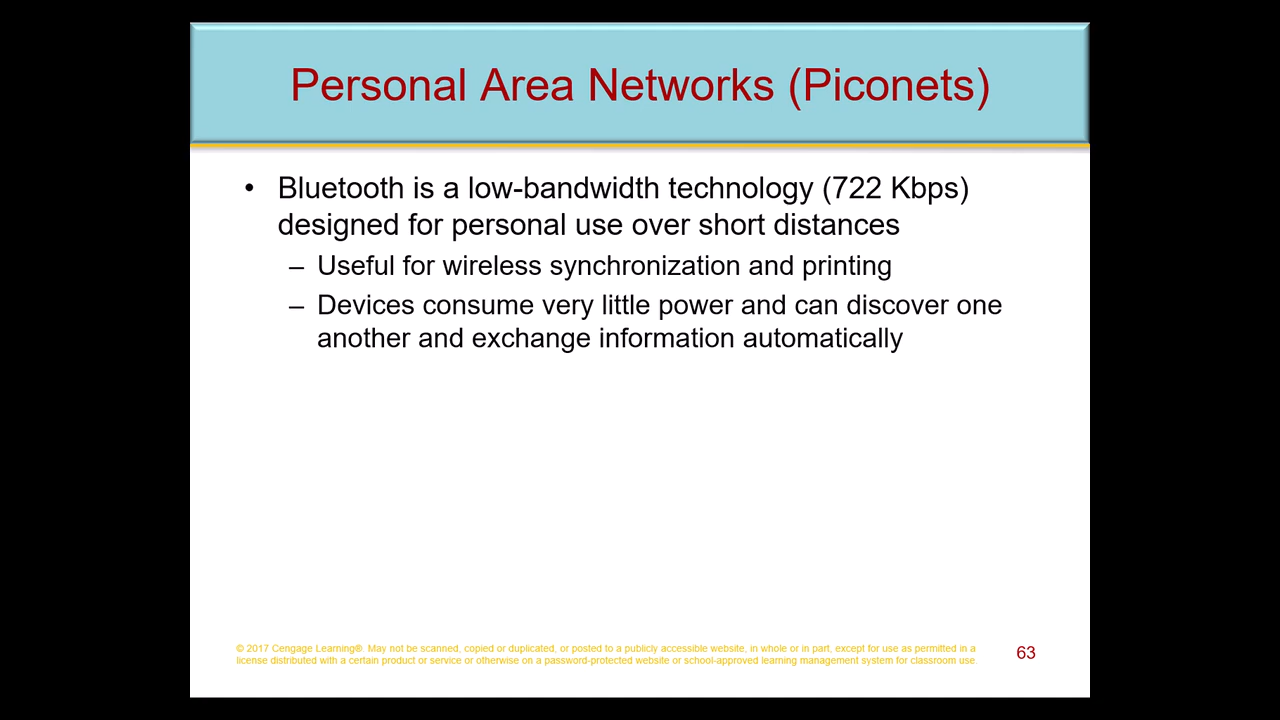 Personal Area Networks (Piconets)
• Bluetooth is a low-bandwidth technology (722 Kbps)
designed for personal use over short distances
– Useful for wireless synchronization and printing
– Devices consume very little power and can discover one
another and exchange information automatically
© 2017 Cengage Learning®. May not be scanned, copied or duplicated, or posted to a publicly accessible website, in whole or in part, except for use as permitted in a
license distributed with a certain product or service or otherwise on a password-protected website or school-approved learning management system for classroom use.
63